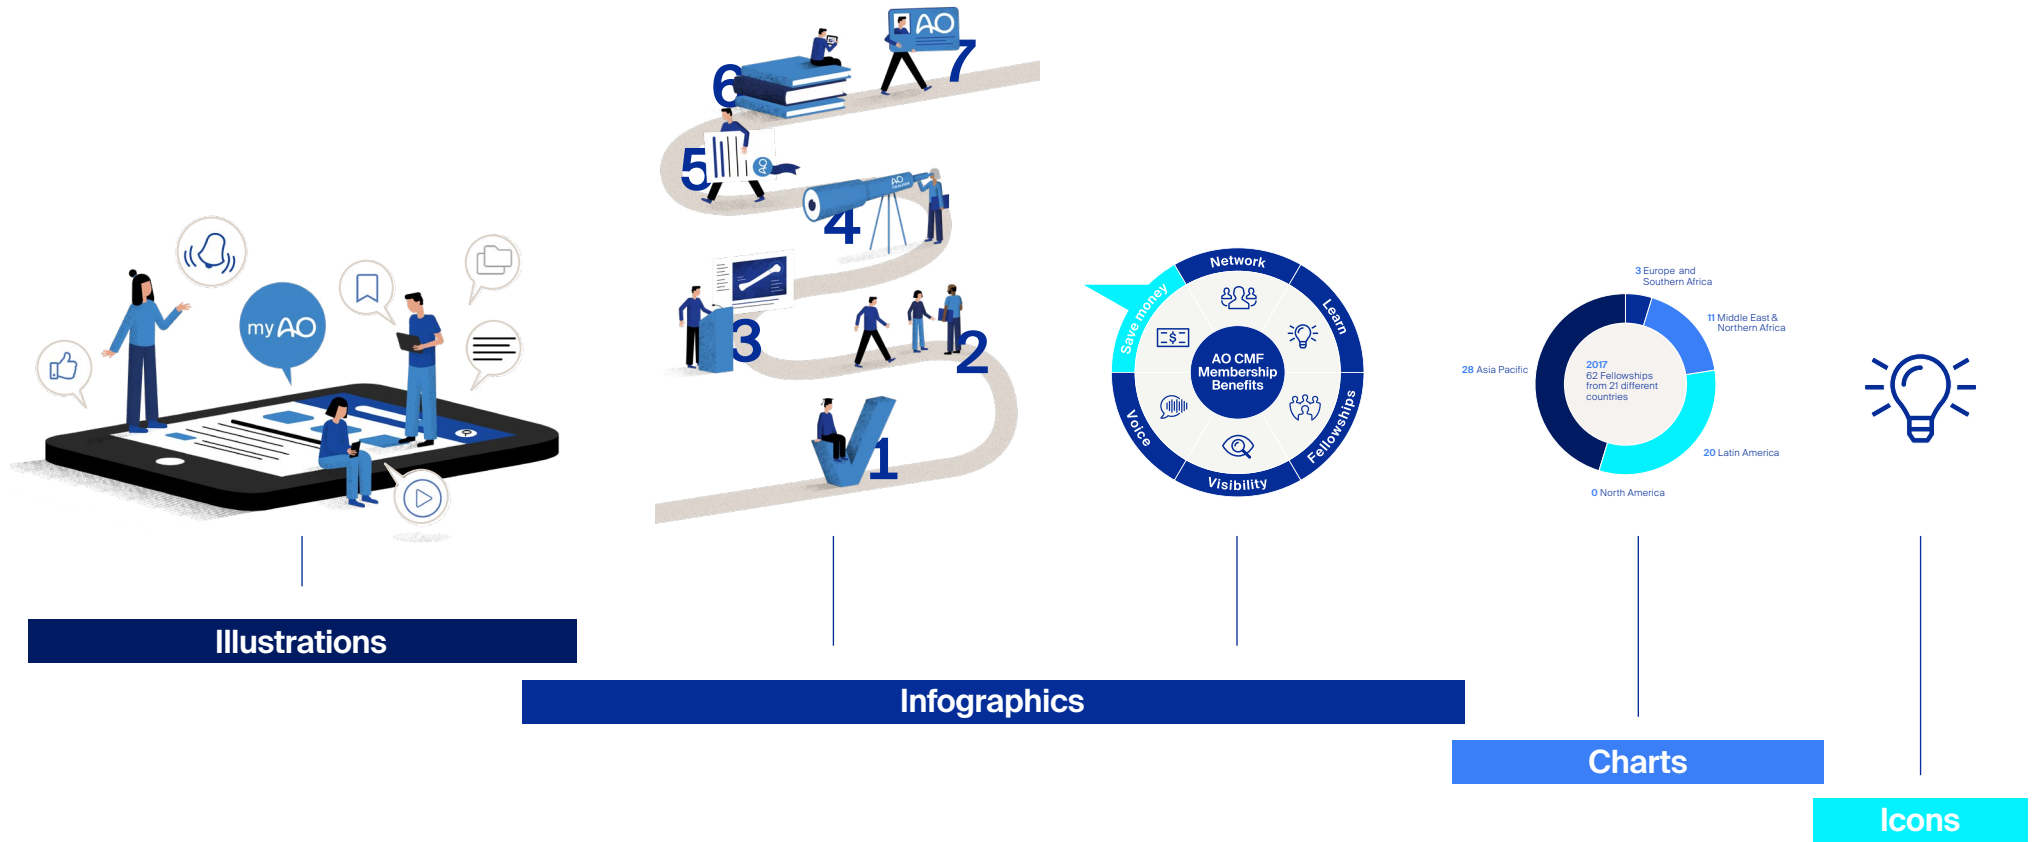 myAO
7
AO
6
5
AO
AO
4
3
2
1
Network
Learn
Fellowships
Visibility
Voice
Save money
$
AO CMF
Membership
Benefits
3 Europe and
Southern Africa
11 Middle East &
Northern Africa
28 Asia Pacific
2017
62 Fellowships
from 21 different
countries
20 Latin America
0 North America
Illustrations
Infographics
Charts
Icons